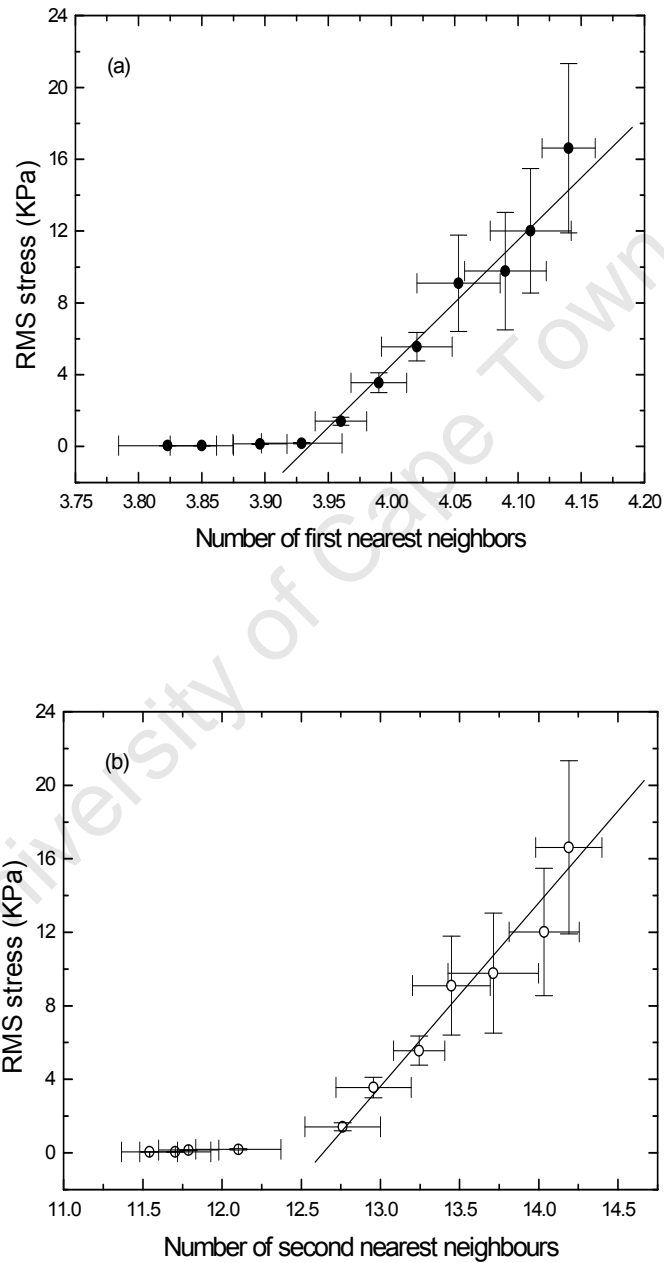 24
20
16
12
8
4
0
RMS stress (KPa)
(a)
3.75 3.80 3.85 3.90 3.95 4.00 4.05 4.10 4.15 4.20
Number of first nearest neighbors
University of Cape Town
24
20
16
12
8
4
0
RMS stress (KPa)
(b)
11.0 11.5 12.0 12.5 13.0 13.5 14.0 14.5
Number of second nearest neighbours